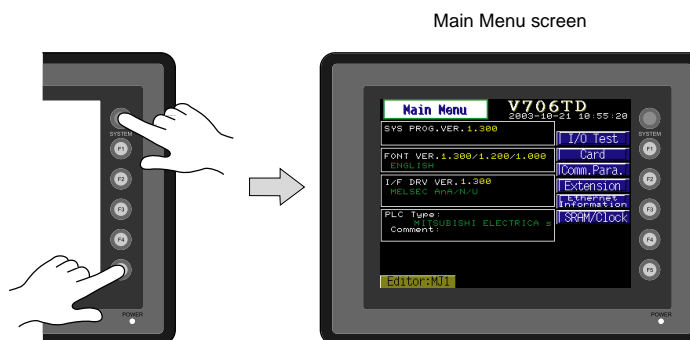 Main Menu screen
SYSTEM
F1
F2
F3
F4
POWER
Main Menu
V706TD
2003-10-21 10:55:20
SYS PROG.VER.1.300
FONT VER.1.300/1.200/1.000
ENGLISH
I/F DRV VER.1.300
MELSEC AnA/N/U
PLC Type:
MITSUBISHI ELECTRICA s
Comment:
Editor:MJ1
I/O Test
Card
Comm.Para.
Extension
Ethernet
Information
SRAM/Clock
SYSTEM
F1
F2
F3
F4
F5
POWER